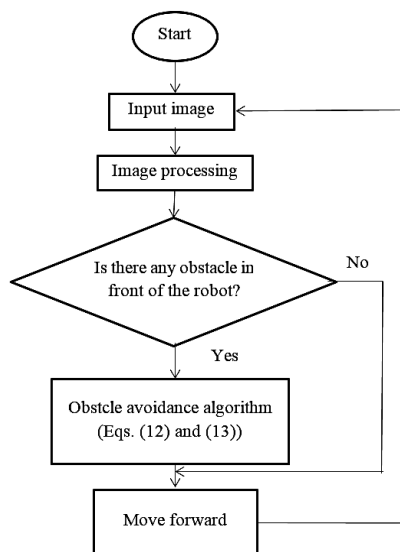 Start
Input image
Image processing
Is there any obstacle in
front of the robot?
No
Yes
Obstcle avoidance algorithm
(Eqs. (12) and (13))
Move forward